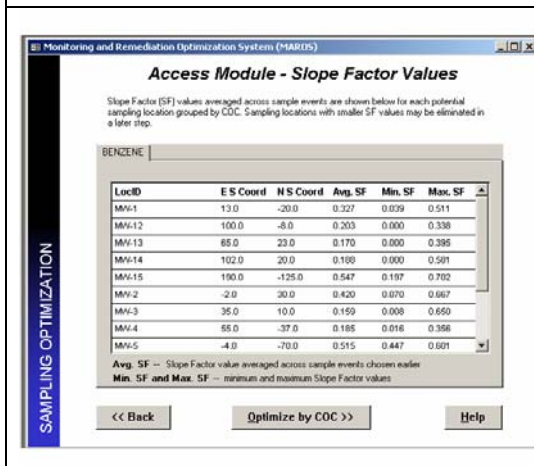 Monitoring and Remediation Optimization System (MAROS)
Access Module - Slope Factor Values
Slope Factor (SF) values averaged across sample events are shown below for each potential
sampling location grouped by COC. Sampling locations with smaller SF values may be eliminated in
a later step.
BENZENE
LocID E S Coord N S Coord Avg. SF Min. SF Max. SF
MW-1 13.0 -20.0 0.327 0.039 0.511
MW-12 100.0 -8.0 0.203 0.000 0.338
MW-13 65.0 23.0 0.170 0.000 0.395
MW-14 102.0 20.0 0.188 0.000 0.581
MW-15 190.0 -125.0 0.547 0.197 0.702
MW-2 -2.0 30.0 0.420 0.070 0.667
MW-3 35.0 10.0 0.159 0.008 0.650
MW-4 55.0 -37.0 0.185 0.016 0.356
MW-5 -4.0 -70.0 0.515 0.447 0.601
Avg. SF -- Slope Factor value averaged across sample events chosen earlier
Min. SF and Max. SF -- minimum and maximum Slope Factor values
SAMPLING OPTIMIZATION
<< Back
Optimize by COC >>
Help